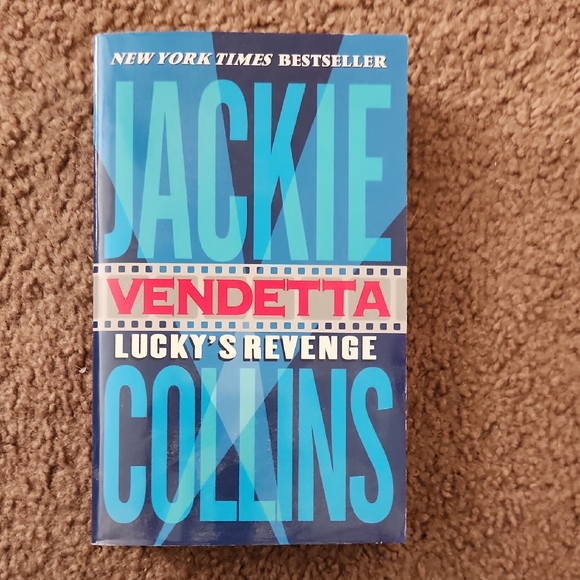 NEW YORK TIMES BESTSELLER
JACKIE
VENDETTA
LUCKY'S REVENGE
COLLINS